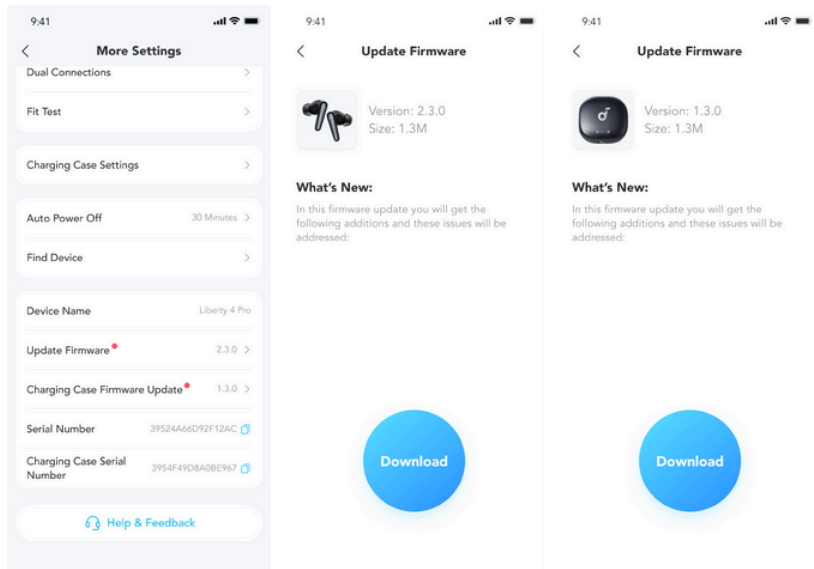 9:41
More Settings
Dual Connections
Fit Test
Charging Case Settings
Auto Power Off 30 Minutes
Find Device
Device Name Liberty 4 Pro
Update Firmware 2.3.0
Charging Case Firmware Update 1.3.0
Serial Number 39524A66D92F12AC
Charging Case Serial
Number 3954F49D8A0BE967
Help & Feedback
9:41
Update Firmware
Version: 2.3.0
Size: 1.3M
What's New:
In this firmware update you will get the
following additions and these issues will be
addressed:
Download
9:41
Update Firmware
Version: 1.3.0
Size: 1.3M
What's New:
In this firmware update you will get the
following additions and these issues will be
addressed:
Download